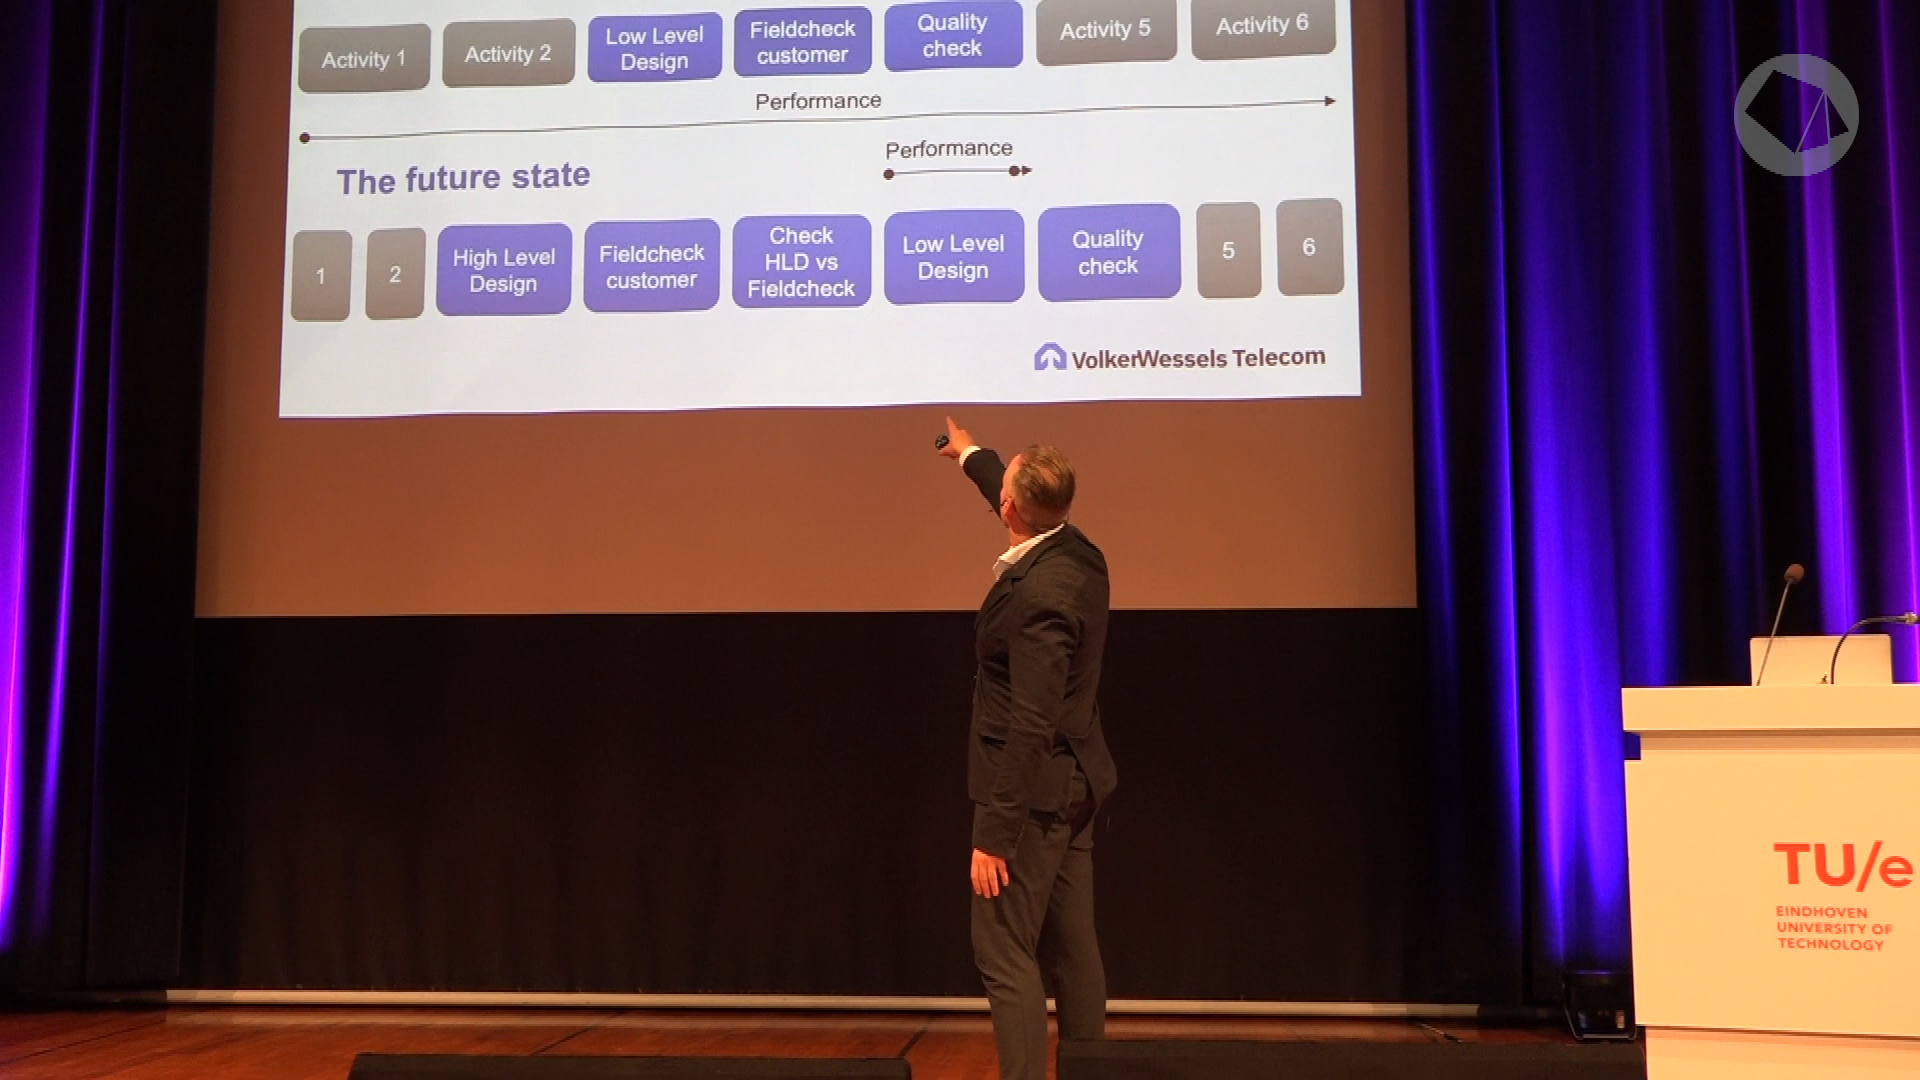 Activity 1
Activity 2
Low Level
Design
Fieldcheck
customer
Quality
check
Activity 5
Activity 6
Performance
Performance
The future state
1
2
High Level
Design
Fieldcheck
customer
Check
HLD vs
Fieldcheck
Low Level
Design
Quality
check
5
6
VolkerWessels Telecom
TU/e
EINDHOVEN
UNIVERSITY OF
TECHNOLOGY